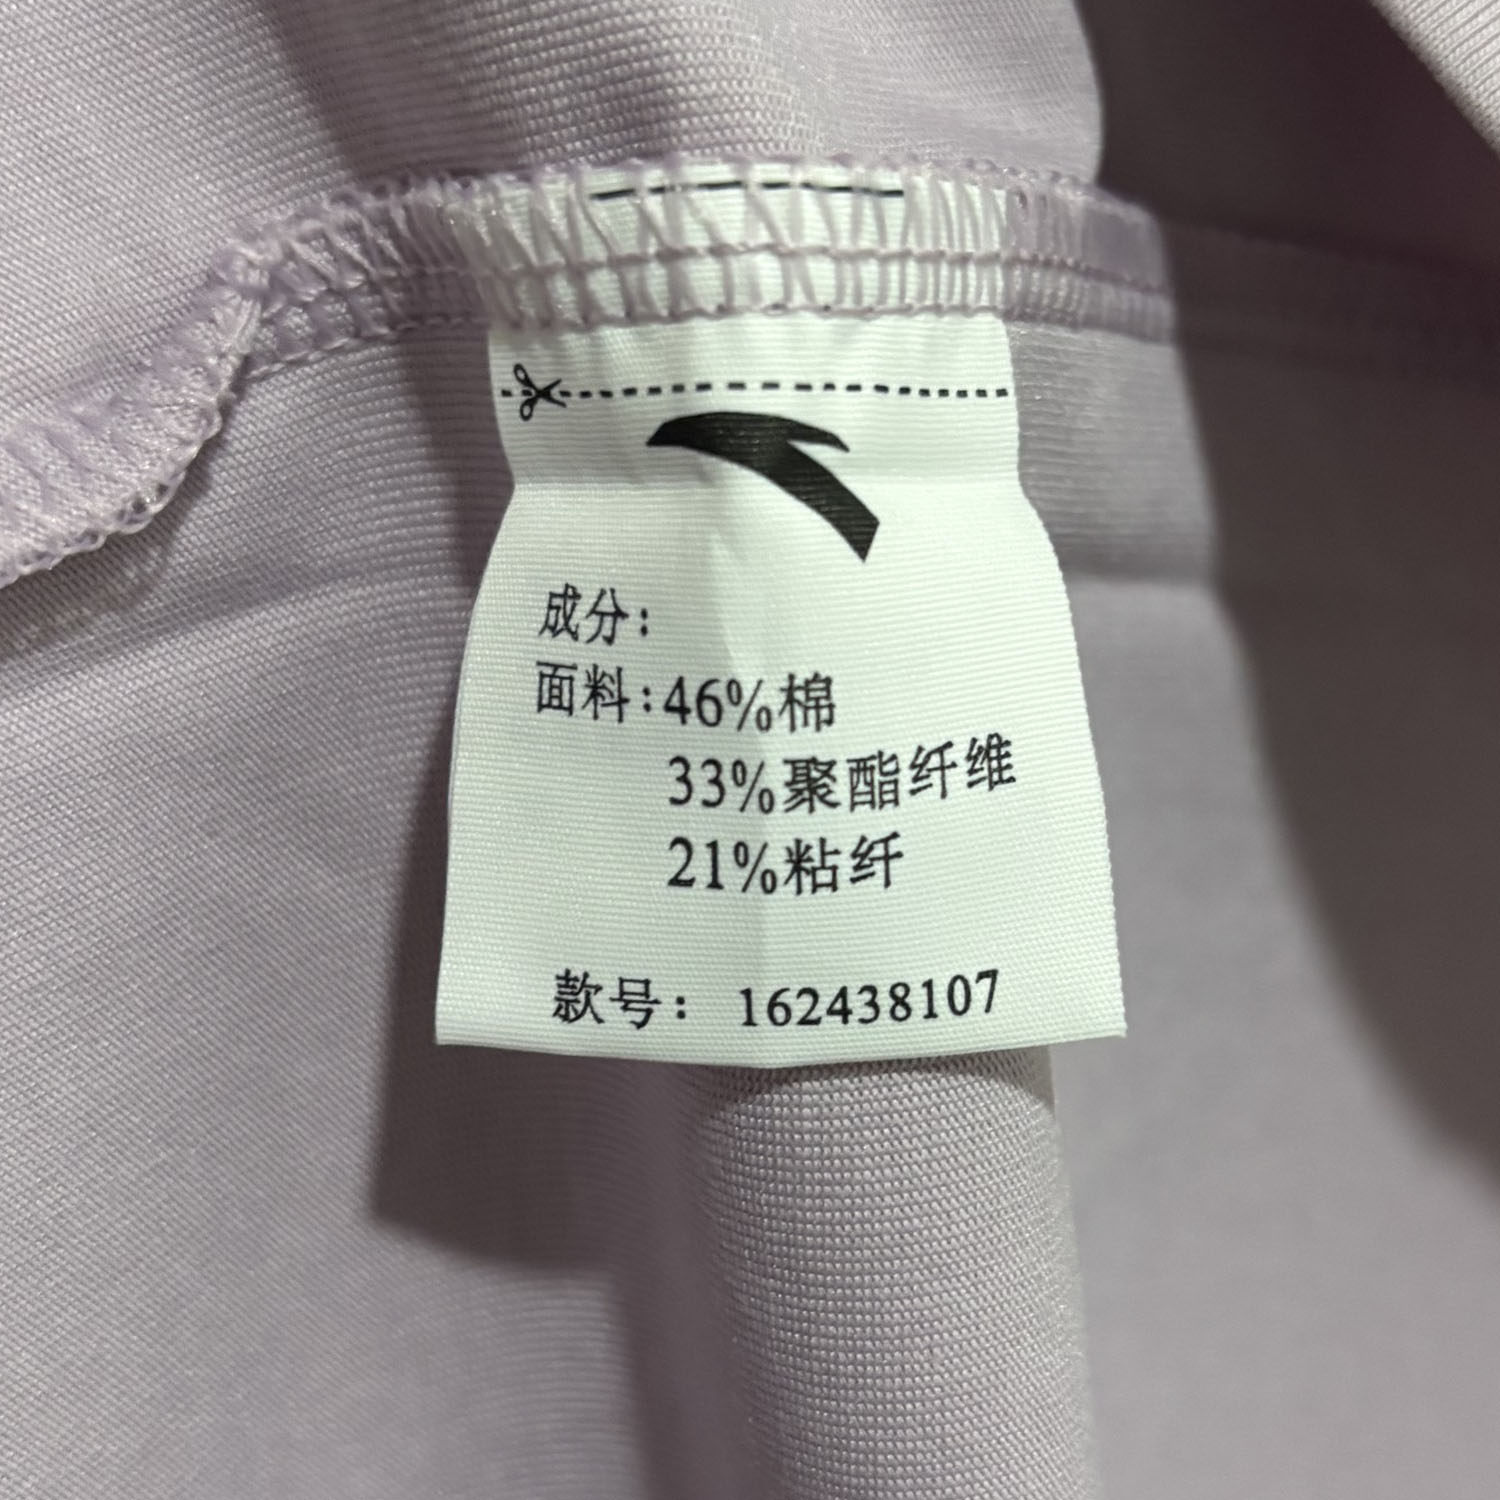 成分：
面料：46%棉
33%聚酯纤维
21%粘纤
款号： 162438107